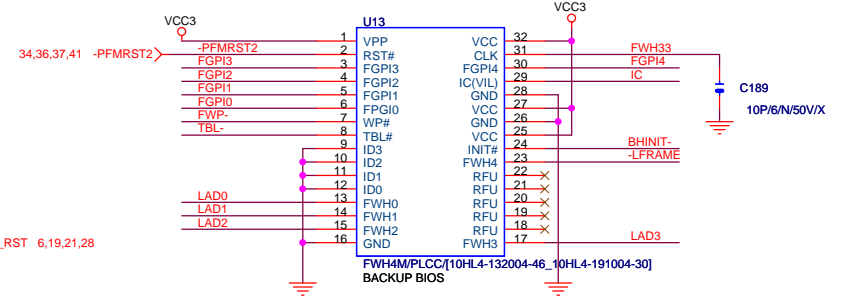 VCC3 VCC3
U13
1 VPP VCC 32
34,36,37,41 -PFMRST2 -PFMRST2 2 RST# CLK 31 FWH33
FGPI3 3 FGPI3 FGPI4 30 FGPI4
FGPI2 4 FGPI2 IC(VIL) 29 IC
FGPI1 5 FGPI1 GND 28
FGPI0 6 FPGI0 VCC 27
FWP- 7 WP# GND 26
TBL- 8 TBL# VCC 25
9 ID3 INIT# 24 BHINIT-
10 ID2 FWH4 23 -LFRAME
11 ID1 RFU 22
12 ID0 RFU 21
LAD0 13 FWH0 RFU 20
LAD1 14 FWH1 RFU 19
LAD2 15 FWH2 RFU 18
16 GND FWH3 17 LAD3
C189
10P/6/N/50V/X
_RST 6,19,21,28
FWH4M/PLCC/[10HL4-132004-46_10HL4-191004-30]
BACKUP BIOS